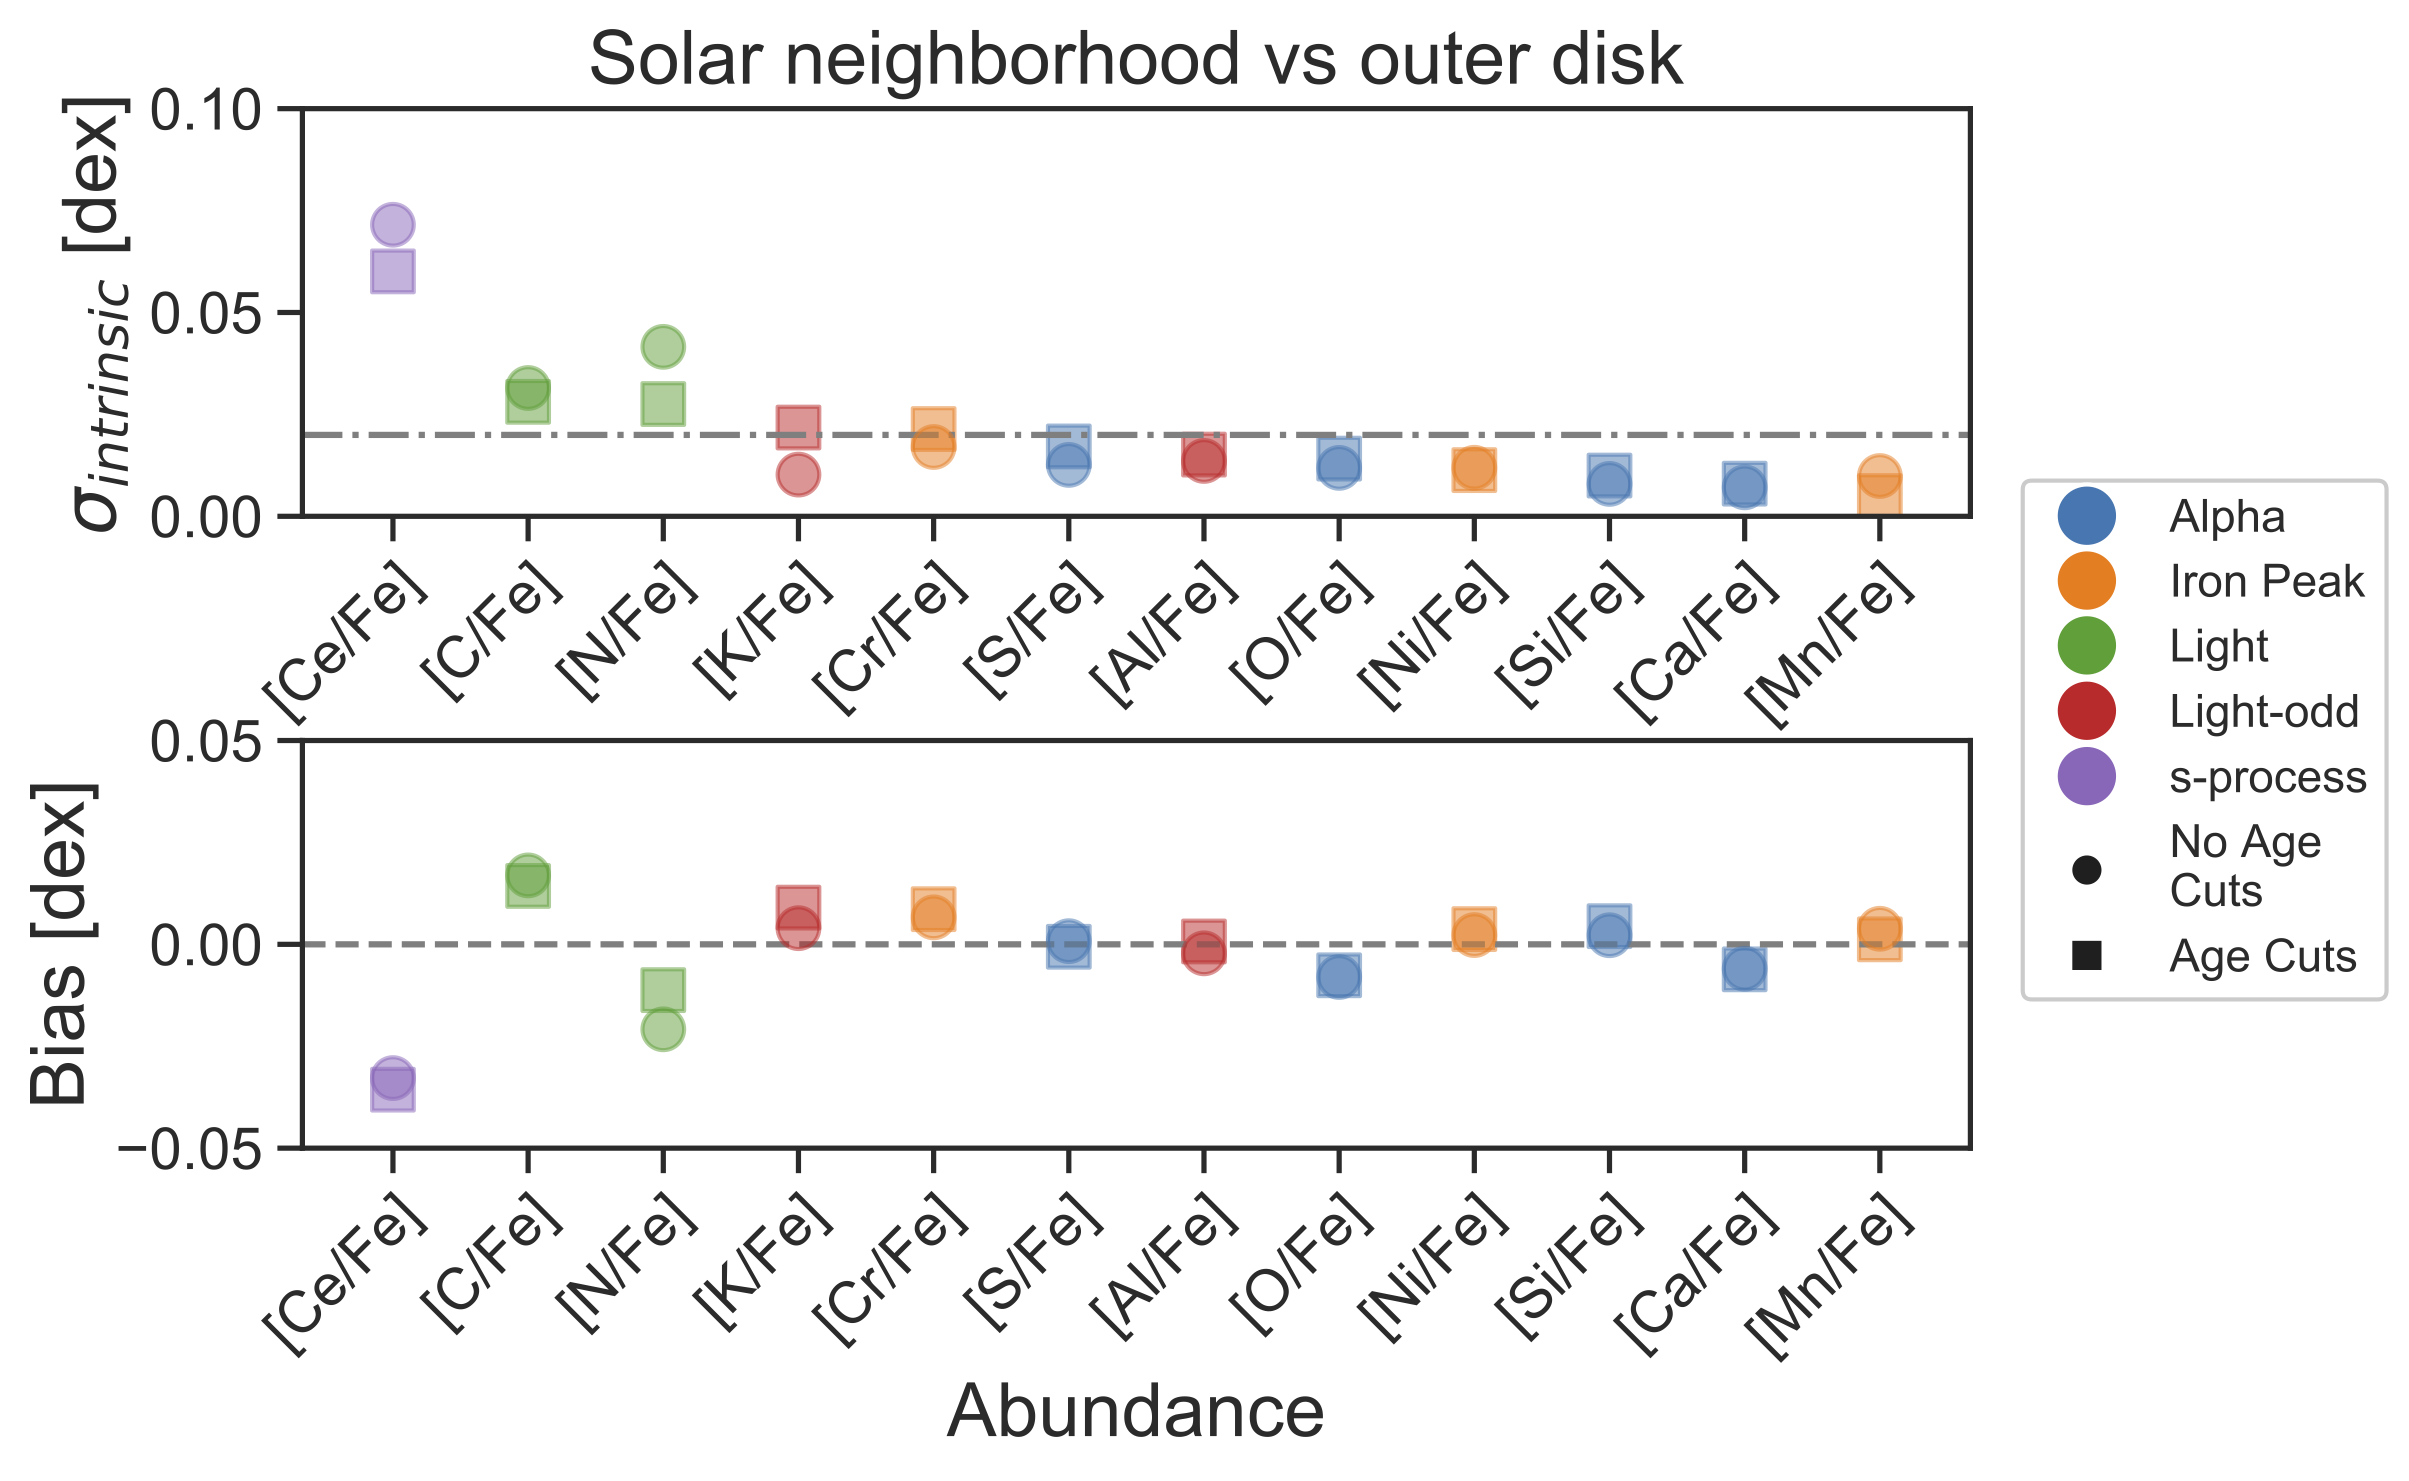 Solar neighborhood vs outer disk
σintrinsic [dex]
0.10
0.05
0.00
[Ce/Fe]
[C/Fe]
[N/Fe]
[K/Fe]
[Cr/Fe]
[S/Fe]
[Al/Fe]
[O/Fe]
[Ni/Fe]
[Si/Fe]
[Ca/Fe]
[Mn/Fe]
Bias [dex]
0.05
0.00
−0.05
[Ce/Fe]
[C/Fe]
[N/Fe]
[K/Fe]
[Cr/Fe]
[S/Fe]
[Al/Fe]
[O/Fe]
[Ni/Fe]
[Si/Fe]
[Ca/Fe]
[Mn/Fe]
Abundance
Alpha
Iron Peak
Light
Light-odd
s-process
No Age
Cuts
Age Cuts